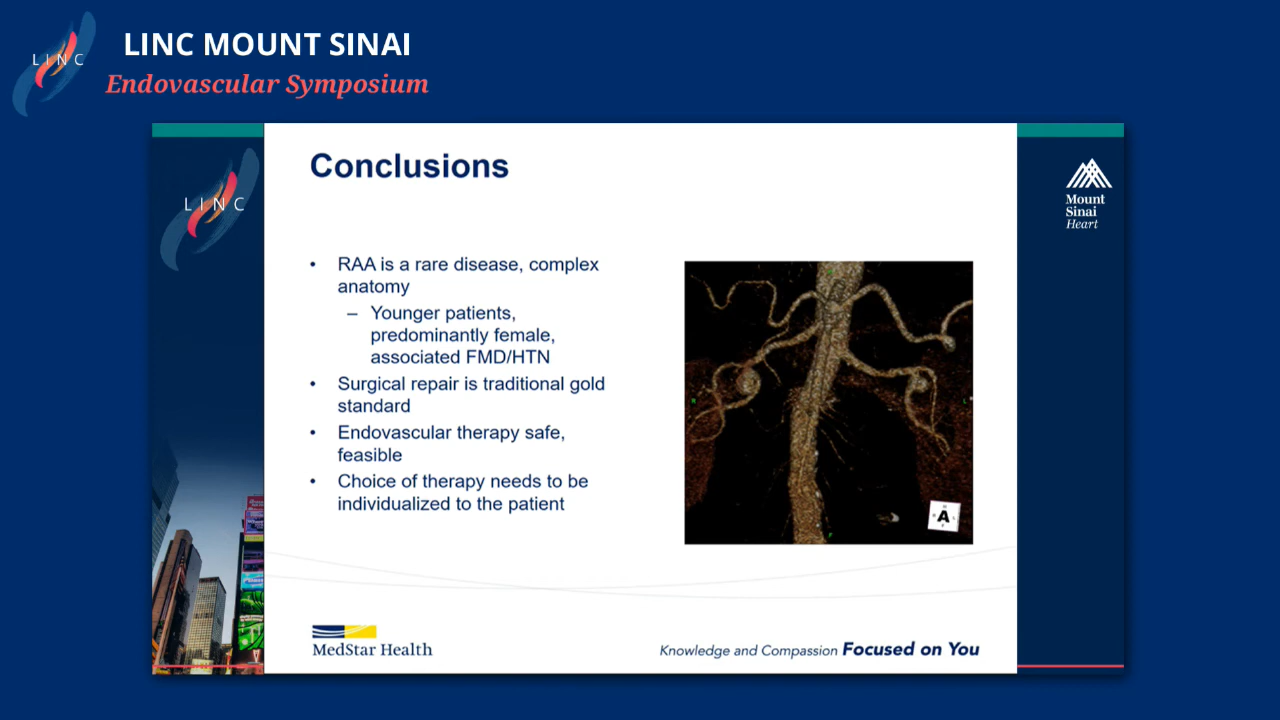 LINC
LINC MOUNT SINAI
Endovascular Symposium
LINC
Mount
Sinai
Heart
Conclusions
• RAA is a rare disease, complex
anatomy
– Younger patients,
predominantly female,
associated FMD/HTN
• Surgical repair is traditional gold
standard
• Endovascular therapy safe,
feasible
• Choice of therapy needs to be
individualized to the patient
R
L
A
F
MedStar Health
Knowledge and Compassion Focused on You